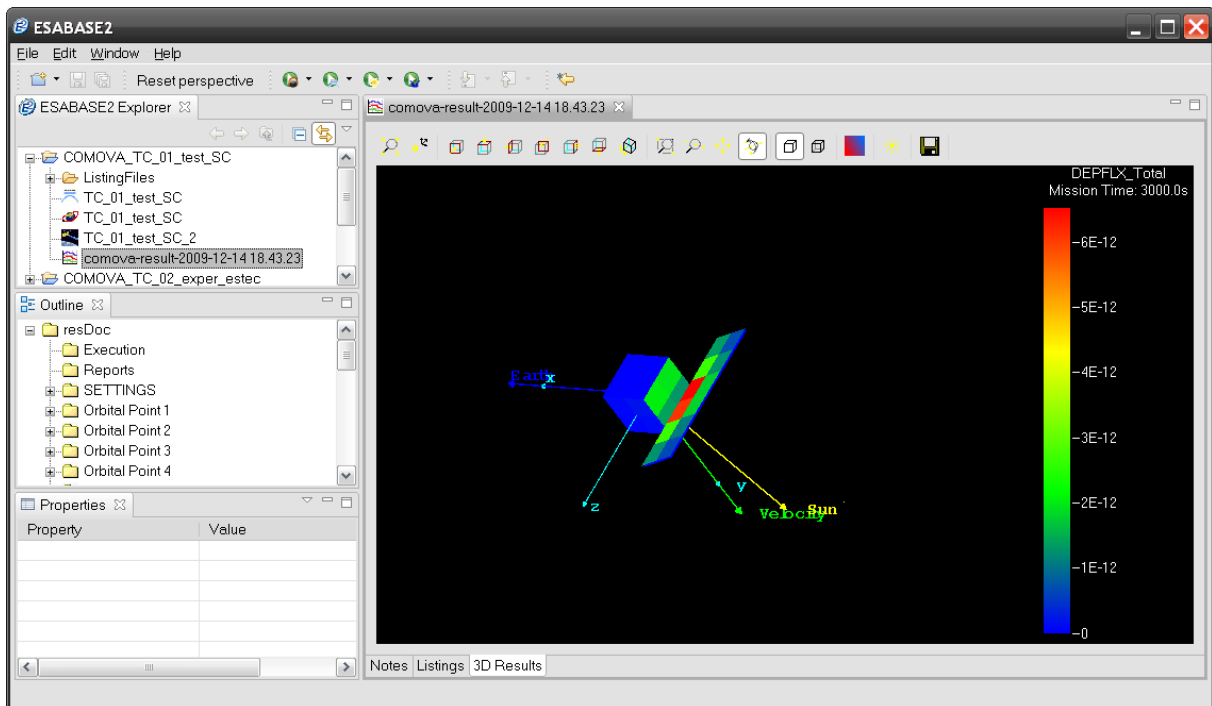 ESABASE2
File Edit Window Help
Reset perspective
ESABASE2 Explorer
COMOVA_TC_01_test_SC
ListingFiles
TC_01_test_SC
TC_01_test_SC
TC_01_test_SC_2
comova-result-2009-12-14 18.43.23
COMOVA_TC_02_exper_estec
Outline
resDoc
Execution
Reports
SETTINGS
Orbital Point 1
Orbital Point 2
Orbital Point 3
Orbital Point 4
Properties
Property Value
comova-result-2009-12-14 18.43.23
DEPFLX_Total
Mission Time: 3000.0s
6E-12
5E-12
4E-12
3E-12
2E-12
1E-12
0
Earth
x
y
z
Velocity
Sun
Notes Listings 3D Results